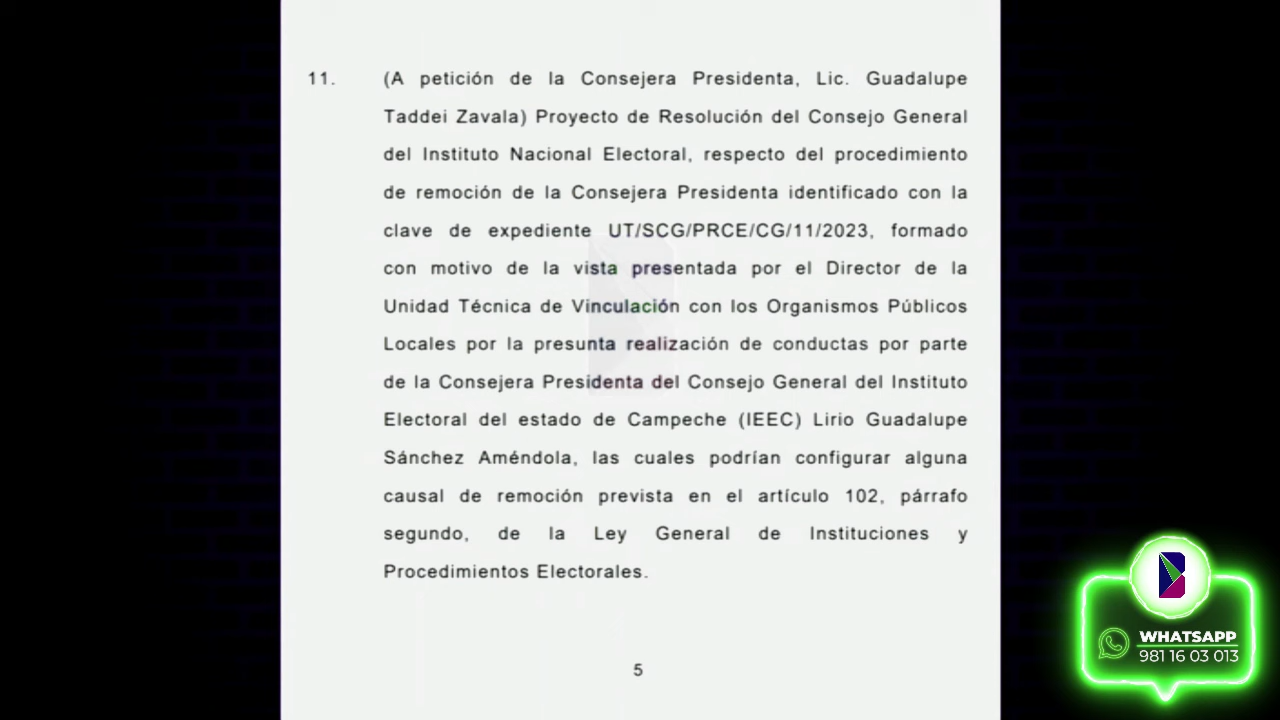 11. (A petición de la Consejera Presidenta, Lic. Guadalupe
Taddei Zavala) Proyecto de Resolución del Consejo General
del Instituto Nacional Electoral, respecto del procedimiento
de remoción de la Consejera Presidenta identificado con la
clave de expediente UT/SCG/PRCE/CG/11/2023, formado
con motivo de la vista presentada por el Director de la
Unidad Técnica de Vinculación con los Organismos Públicos
Locales por la presunta realización de conductas por parte
de la Consejera Presidenta del Consejo General del Instituto
Electoral del estado de Campeche (IEEC) Lirio Guadalupe
Sánchez Améndola, las cuales podrían configurar alguna
causal de remoción prevista en el artículo 102, párrafo
segundo, de la Ley General de Instituciones y
Procedimientos Electorales.
5
WHATSAPP
981 16 03 013